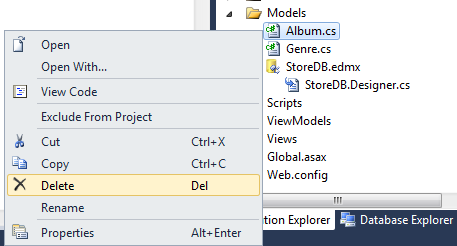 Open
Open With...
View Code
Exclude From Project
Cut Ctrl+X
Copy Ctrl+C
Delete Del
Rename
Properties Alt+Enter
Models
Album.cs
Genre.cs
StoreDB.edmx
StoreDB.Designer.cs
Scripts
ViewModels
Views
Global.asax
Web.config
Explorer
Database Explorer